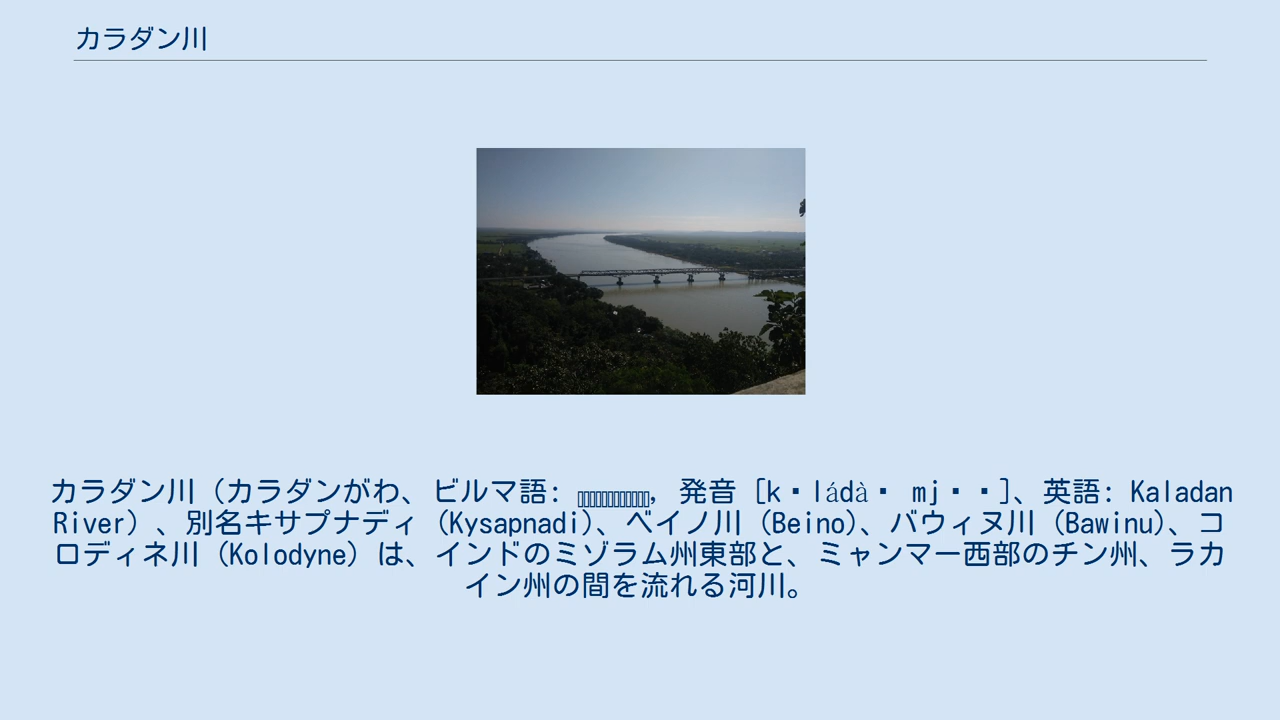 カラダン川
カラダン川（カラダンがわ、ビルマ語: , 発音 [kládà mj]、英語: Kaladan
River）、別名キサプナディ（Kysapnadi)、ベイノ川（Beino)、バウィヌ川（Bawinu)、コ
ロディネ川（Kolodyne）は、インドのミゾラム州東部と、ミャンマー西部のチン州、ラカ
イン州の間を流れる河川。